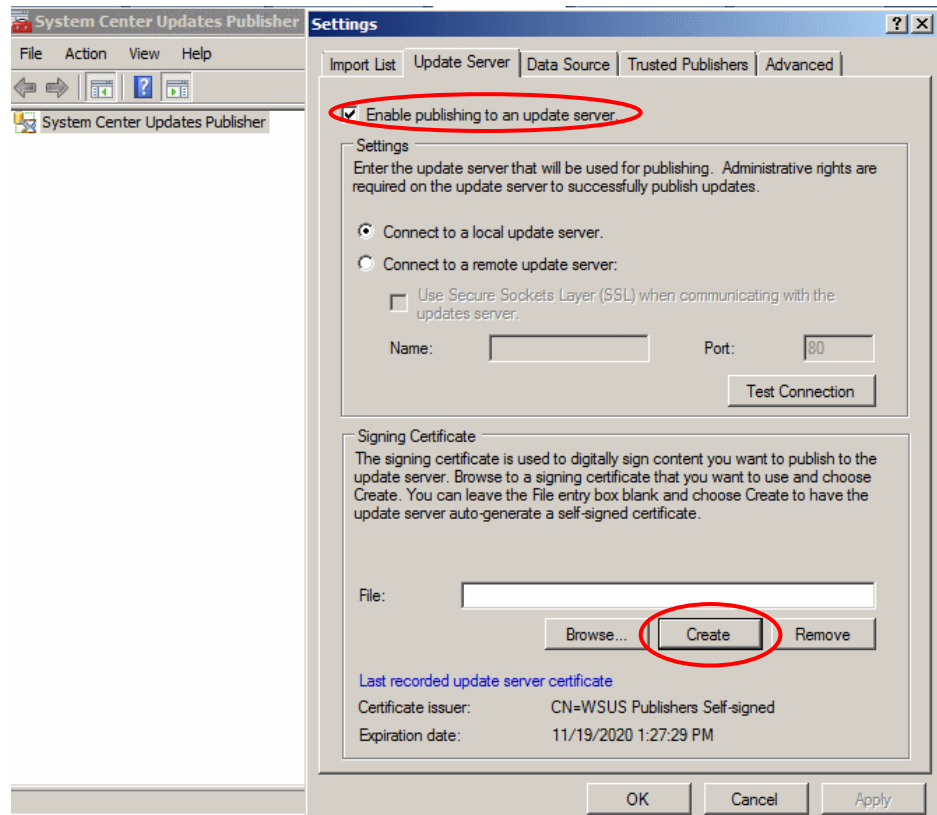 System Center Updates Publisher
Settings
File Action View Help
Import List Update Server Data Source Trusted Publishers Advanced
System Center Updates Publisher
Enable publishing to an update server.
Settings
Enter the update server that will be used for publishing. Administrative rights are
required on the update server to successfully publish updates.
Connect to a local update server.
Connect to a remote update server:
Use Secure Sockets Layer (SSL) when communicating with the
updates server.
Name: Port: 80
Test Connection
Signing Certificate
The signing certificate is used to digitally sign content you want to publish to the
update server. Browse to a signing certificate that you want to use and choose
Create. You can leave the File entry box blank and choose Create to have the
update server auto-generate a self-signed certificate.
File:
Browse... Create Remove
Last recorded update server certificate
Certificate issuer: CN=WSUS Publishers Self-signed
Expiration date: 11/19/2020 1:27:29 PM
OK Cancel Apply